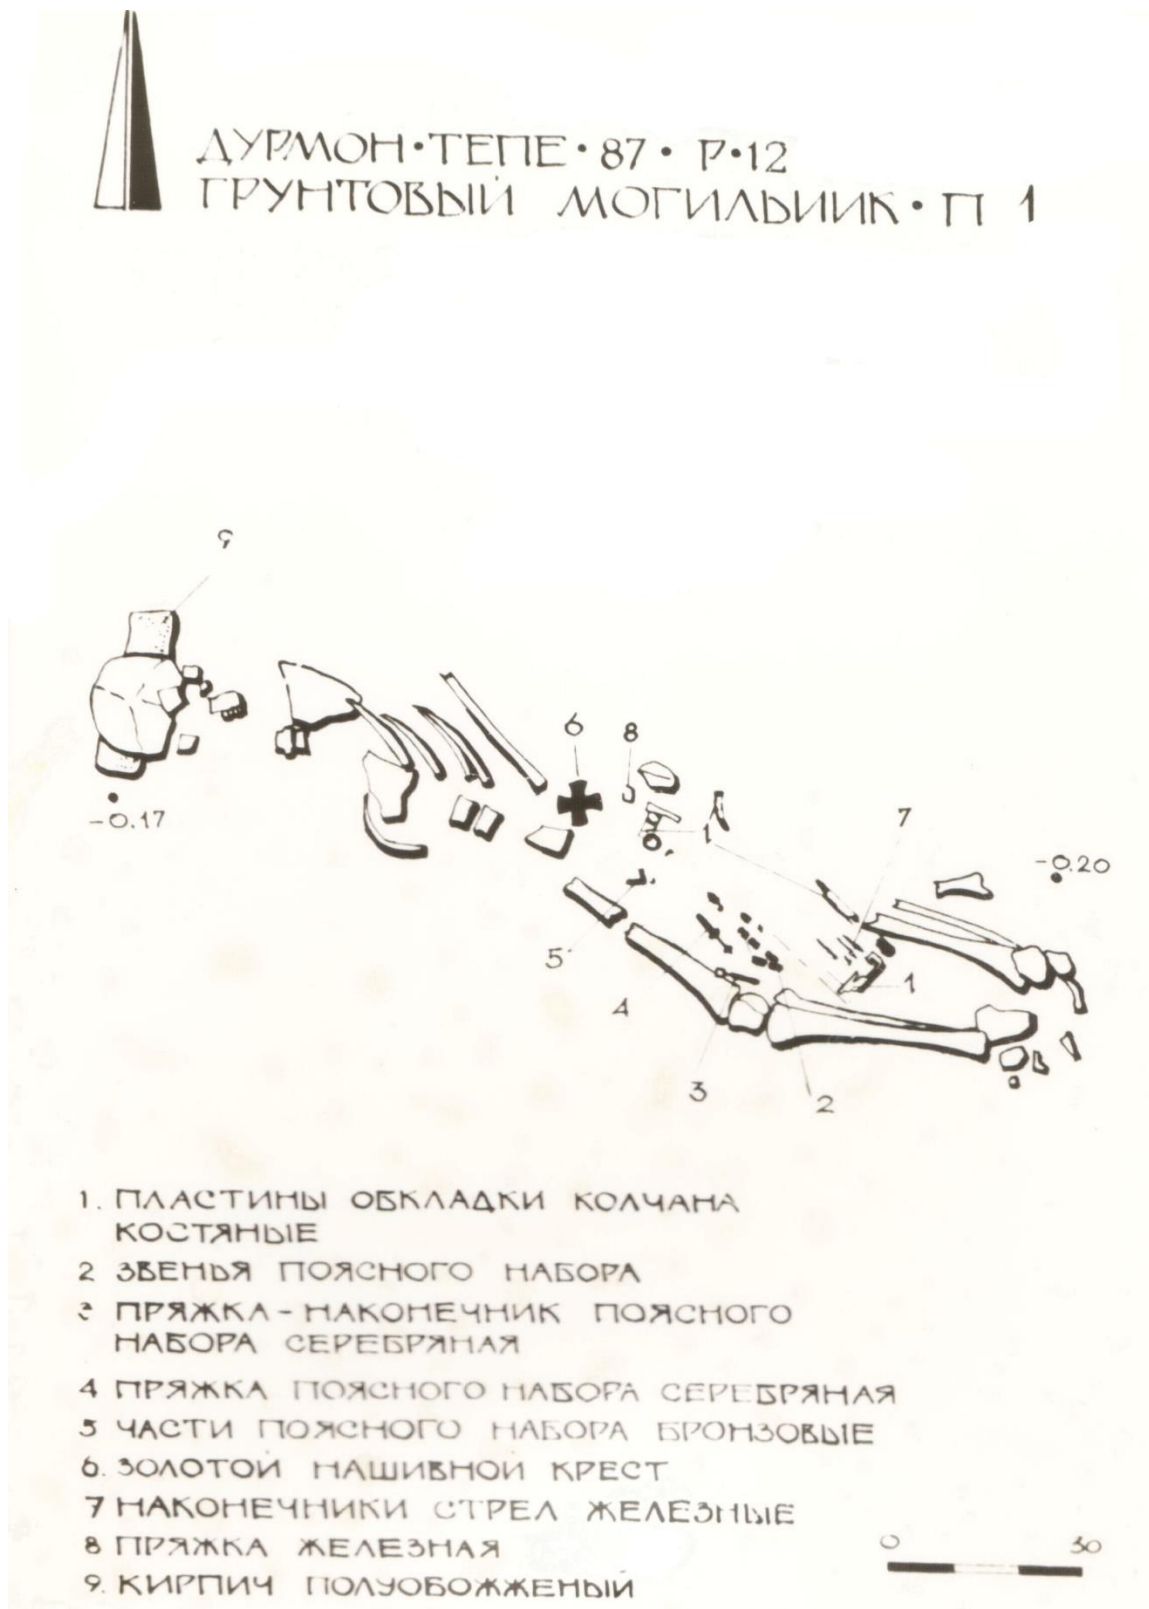 ДУРМОН•ТЕПЕ•87•Р•12
ГРУНТОВЫЙ МОГИЛЬИИК•П 1
9
6
8
-0.17
1
7
-0.20
5
4
1
3
2
1. ПЛАСТИНЫ ОБКЛАДКИ КОЛЧАНА
КОСТЯНЫЕ
2 ЗВЕНЬЯ ПОЯСНОГО НАБОРА
3 ПРЯЖКА-НАКОНЕЧНИК ПОЯСНОГО
НАБОРА СЕРЕБРЯНАЯ
4 ПРЯЖКА ПОЯСНОГО НАБОРА СЕРЕБРЯНАЯ
5 ЧАСТИ ПОЯСНОГО НАБОРА БРОНЗОВЫЕ
6. ЗОЛОТОЙ НАШИВНОЙ КРЕСТ
7 НАКОНЕЧНИКИ СТРЕЛ ЖЕЛЕЗНЫЕ
8 ПРЯЖКА ЖЕЛЕЗНАЯ
9. КИРПИЧ ПОЛУОБОЖЖЕНЫЙ
0 30